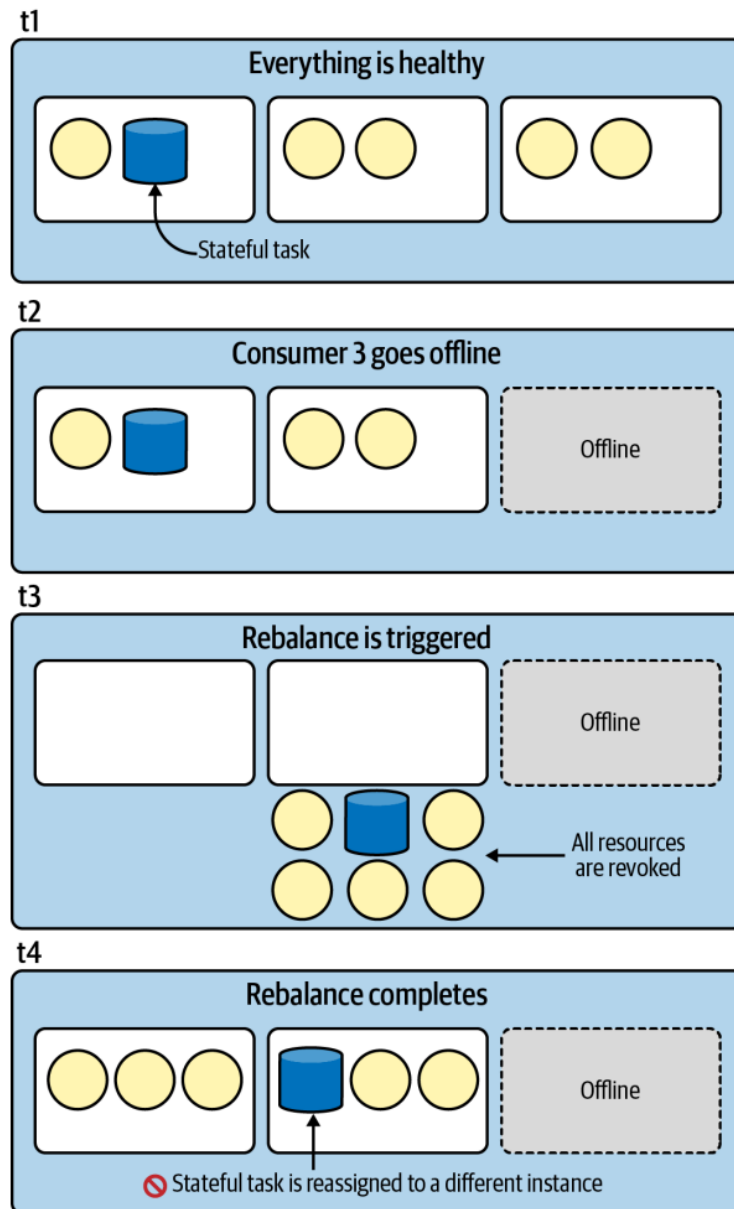 t1
Everything is healthy
Stateful task
t2
Consumer 3 goes offline
Offline
t3
Rebalance is triggered
Offline
All resources
are revoked
t4
Rebalance completes
Offline
Stateful task is reassigned to a different instance